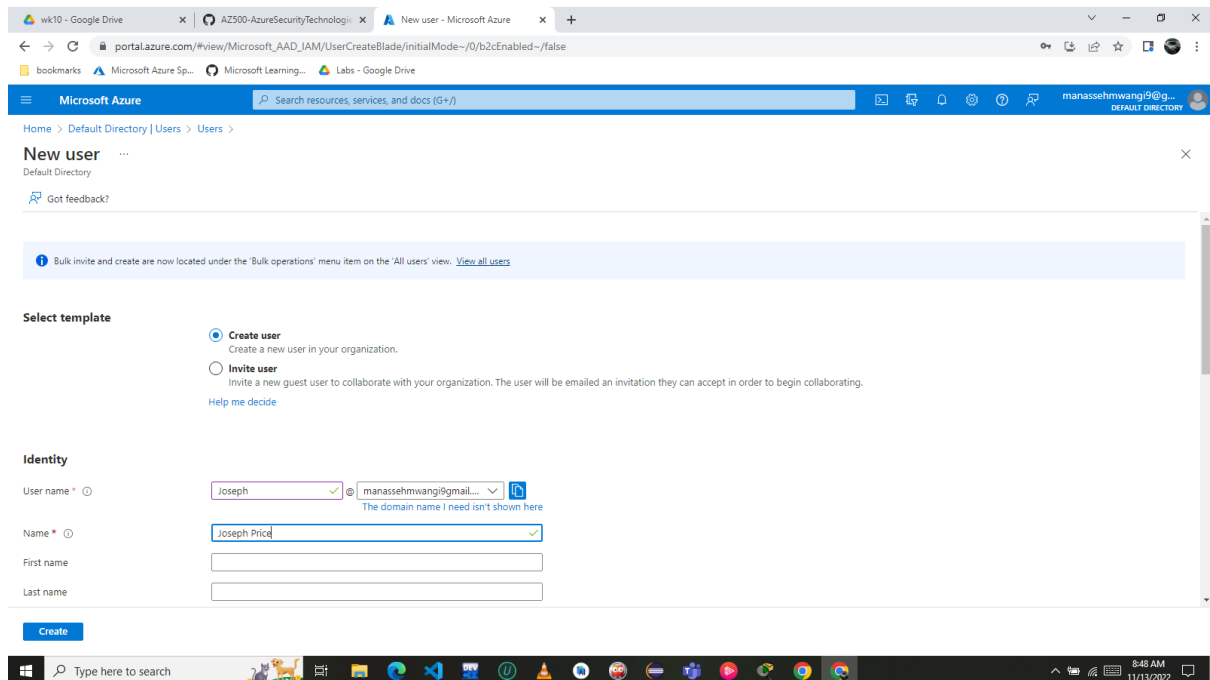 wk10 - Google Drive
AZ500-AzureSecurityTechnologie
New user - Microsoft Azure
portal.azure.com/#view/Microsoft_AAD_IAM/UserCreateBlade/initialMode~/0/b2cEnabled~/false
bookmarks Microsoft Azure Sp... Microsoft Learning... Labs - Google Drive
Microsoft Azure
Search resources, services, and docs (G+/)
manassehmwangi9@g...
DEFAULT DIRECTORY
Home > Default Directory | Users > Users >
New user ...
Default Directory
Got feedback?
Bulk invite and create are now located under the 'Bulk operations' menu item on the 'All users' view. View all users
Select template
Create user
Create a new user in your organization.
Invite user
Invite a new guest user to collaborate with your organization. The user will be emailed an invitation they can accept in order to begin collaborating.
Help me decide
Identity
User name * Joseph @ manassehmwangi9gmail....
The domain name I need isn't shown here
Name * Joseph Price
First name
Last name
Create
Type here to search
DEV
8:48 AM
11/13/2022